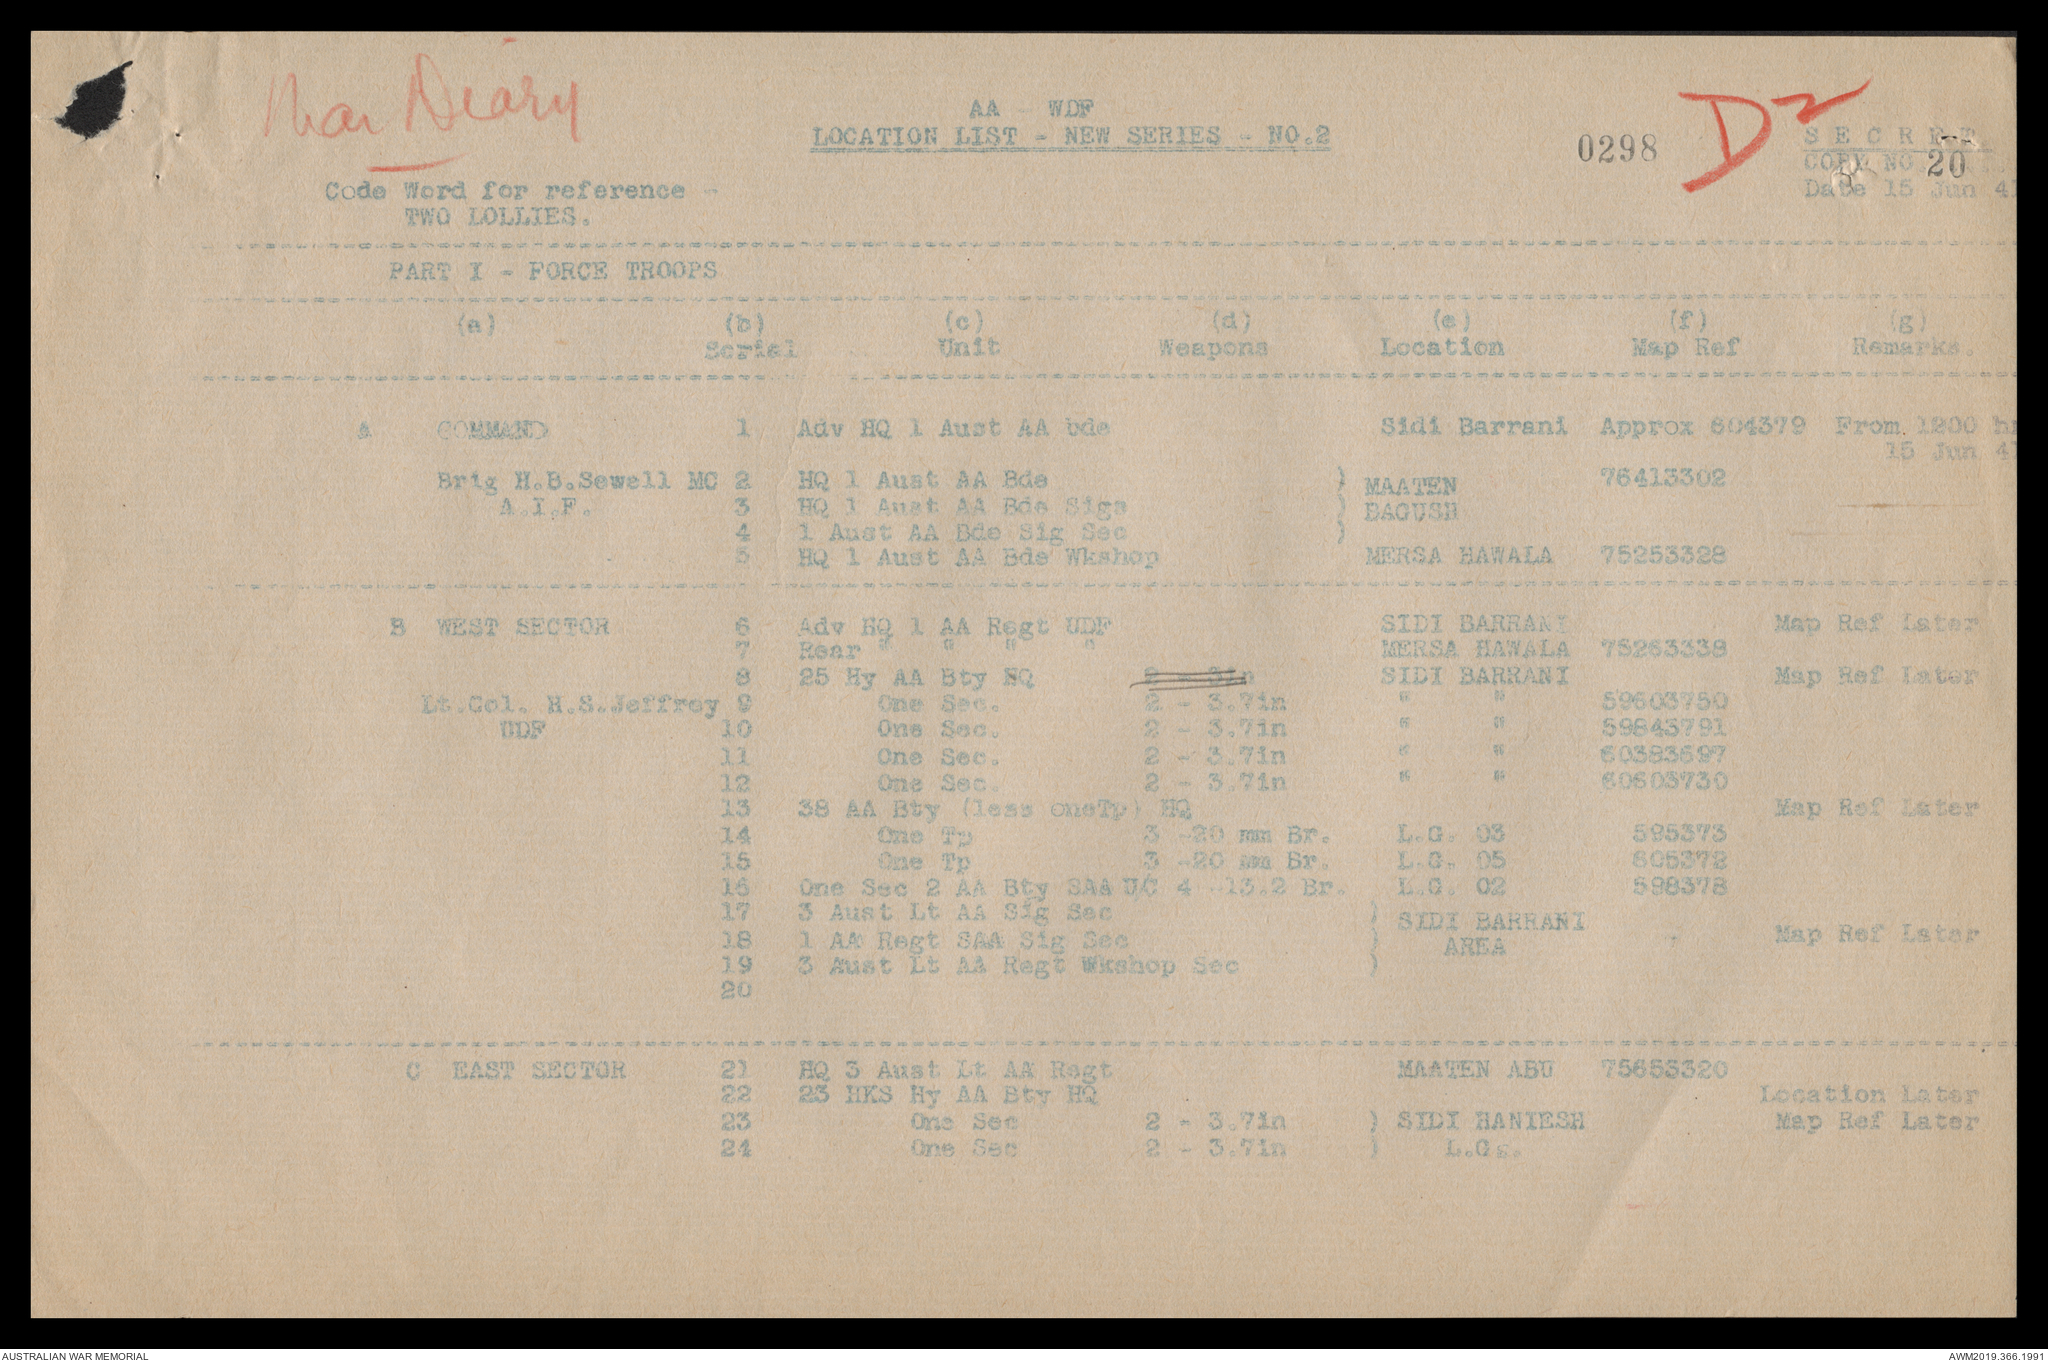 War Diary
AA - WDF
LOCATION LIST - NEW SERIES - NO.2
0298
D2
S E C R E T
COPY NO. 20
Date 15 Jun 41
Code Word for reference -
TWO LOLLIES.
PART I - FORCE TROOPS
(a) (b) (c) (d) (e) (f) (g)
Serial Unit Weapons Location Map Ref Remarks.
A COMMAND 1 Adv HQ 1 Aust AA bde Sidi Barrani Approx 604379 From 1200 hr
15 Jun 41
Brig H.B.Sewell MC 2 HQ 1 Aust AA Bde ) MAATEN 76413302
A.I.F. 3 HQ 1 Aust AA Bde Sigs ) BAGUSH
4 1 Aust AA Bde Sig Sec )
5 HQ 1 Aust AA Bde Wkshop MERSA HAWALA 75253328
B WEST SECTOR 6 Adv HQ 1 AA Regt UDF SIDI BARRANI Map Ref Later
7 Rear " " " " MERSA HAWALA 75263338
8 25 Hy AA Bty HQ 2 - 3in SIDI BARRANI Map Ref Later
Lt.Col. H.S.Jeffrey 9 One Sec. 2 - 3.7in " " 59603750
UDF 10 One Sec. 2 - 3.7in " " 59843791
11 One Sec. 2 - 3.7in " " 60383697
12 One Sec. 2 - 3.7in " " 60603730
13 38 AA Bty (less oneTp) HQ Map Ref Later
14 One Tp 3 -20 mm Br. L.G. 03 595373
15 One Tp 3 -20 mm Br. L.G. 05 605372
16 One Sec 2 AA Bty SAA U/C 4 -13.2 Br. L.G. 02 598378
17 3 Aust Lt AA Sig Sec ) SIDI BARRANI
18 1 AA Regt SAA Sig Sec ) AREA Map Ref Later
19 3 Aust Lt AA Regt Wkshop Sec )
20
C EAST SECTOR 21 HQ 3 Aust Lt AA Regt MAATEN ABU 75653320
22 23 HKS Hy AA Bty HQ Location Later
23 One Sec 2 - 3.7in ) SIDI HANIESH Map Ref Later
24 One Sec 2 - 3.7in ) L.Gs.
AUSTRALIAN WAR MEMORIAL
AWM2019.366.1991